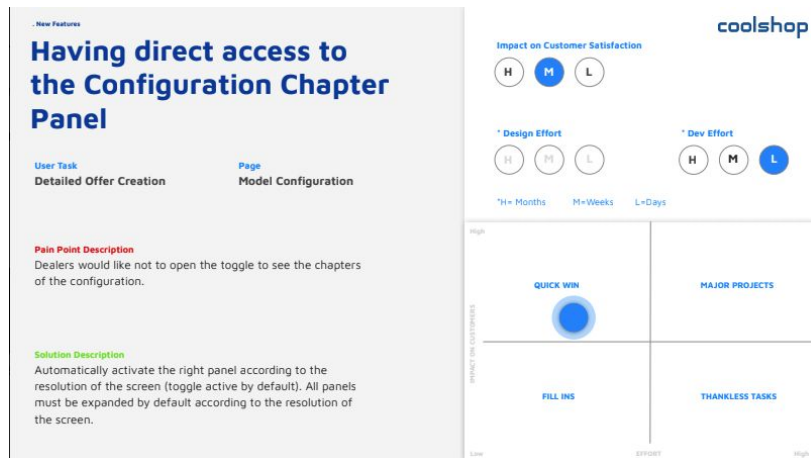 . New Features
Having direct access to
the Configuration Chapter
Panel
User Task
Detailed Offer Creation
Page
Model Configuration
Pain Point Description
Dealers would like not to open the toggle to see the chapters
of the configuration.
Solution Description
Automatically activate the right panel according to the
resolution of the screen (toggle active by default). All panels
must be expanded by default according to the resolution of
the screen.
coolshop
Impact on Customer Satisfaction
H M L
* Design Effort
H M L
* Dev Effort
H M L
*H= Months M=Weeks L=Days
High
QUICK WIN
MAJOR PROJECTS
IMPACT ON CUSTOMERS
FILL INS
THANKLESS TASKS
Low
EFFORT
High